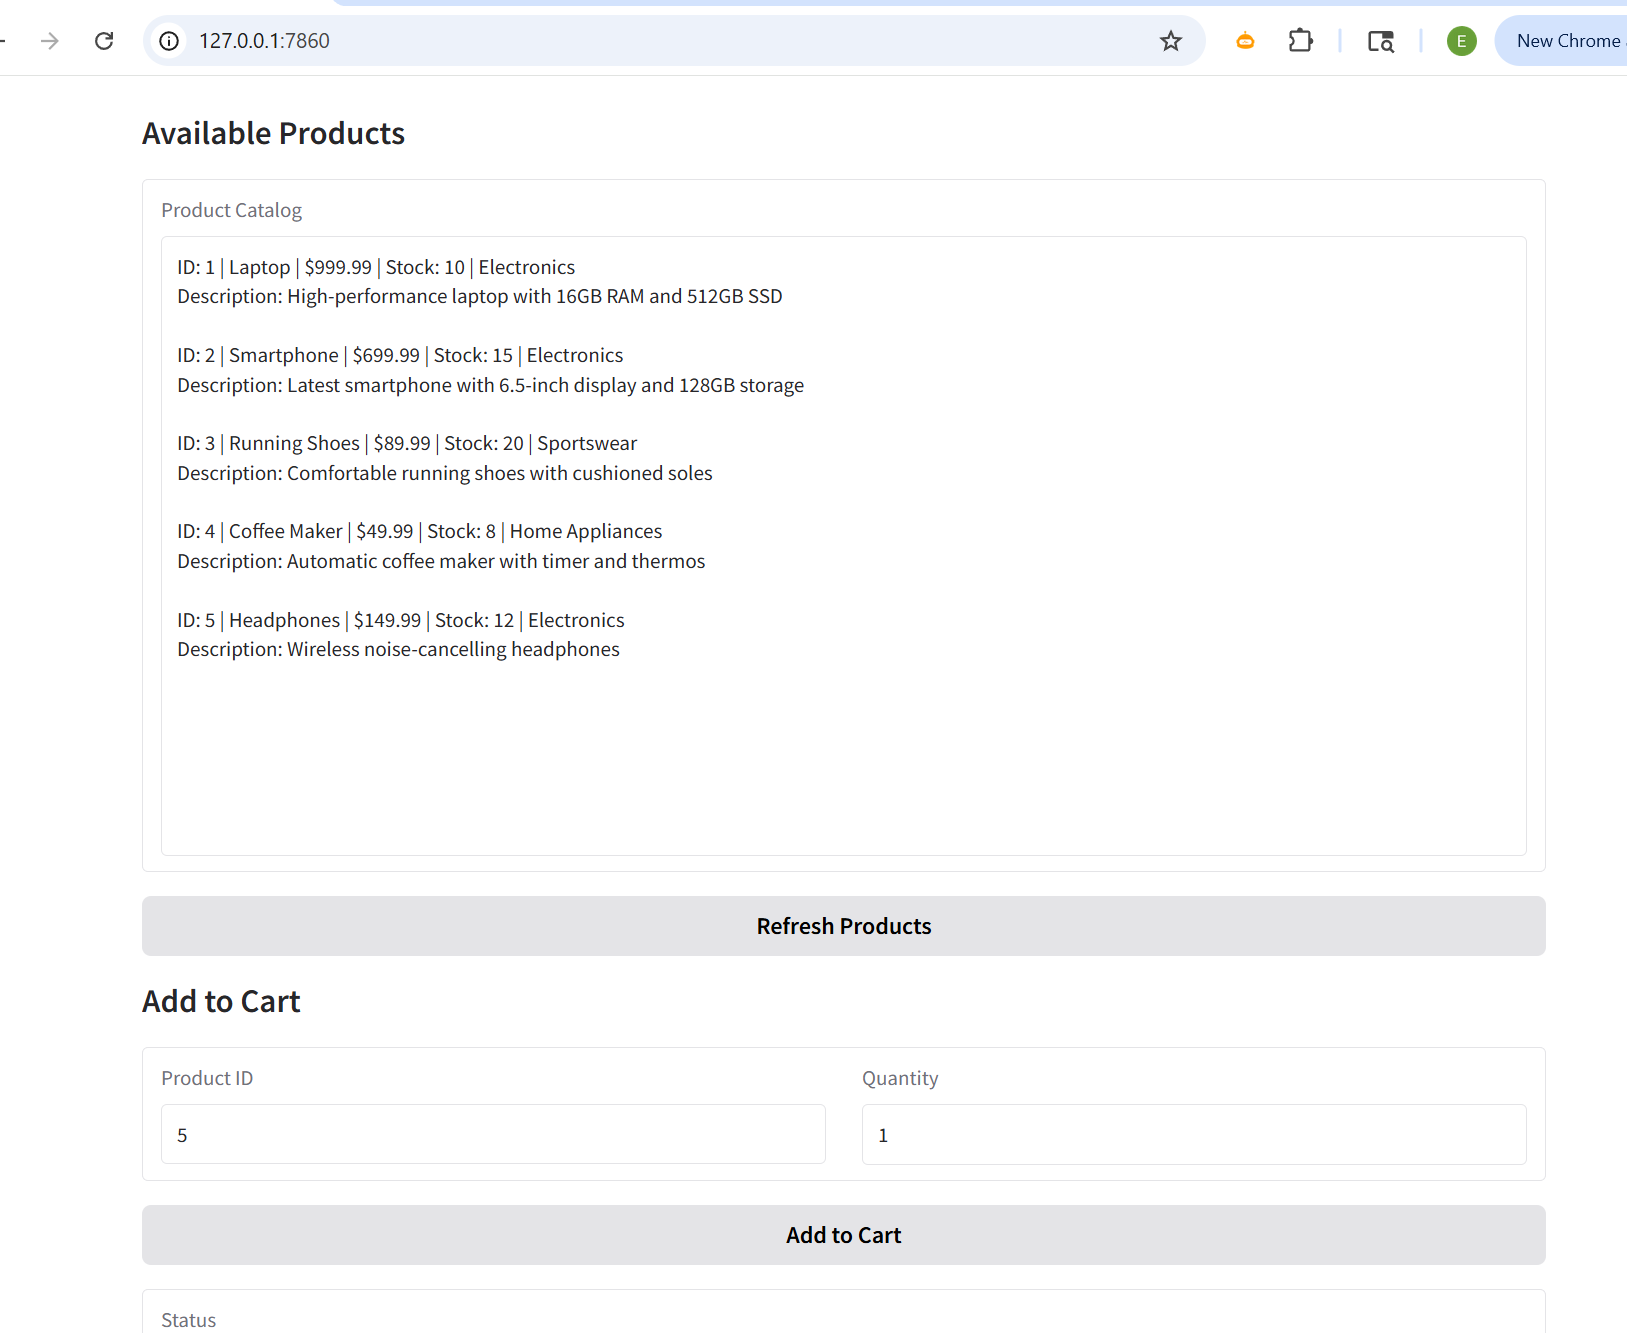 127.0.0.1:7860
E
New Chrome
Available Products
Product Catalog
ID: 1 | Laptop | $999.99 | Stock: 10 | Electronics
Description: High-performance laptop with 16GB RAM and 512GB SSD
ID: 2 | Smartphone | $699.99 | Stock: 15 | Electronics
Description: Latest smartphone with 6.5-inch display and 128GB storage
ID: 3 | Running Shoes | $89.99 | Stock: 20 | Sportswear
Description: Comfortable running shoes with cushioned soles
ID: 4 | Coffee Maker | $49.99 | Stock: 8 | Home Appliances
Description: Automatic coffee maker with timer and thermos
ID: 5 | Headphones | $149.99 | Stock: 12 | Electronics
Description: Wireless noise-cancelling headphones
Refresh Products
Add to Cart
Product ID
Quantity
5
1
Add to Cart
Status